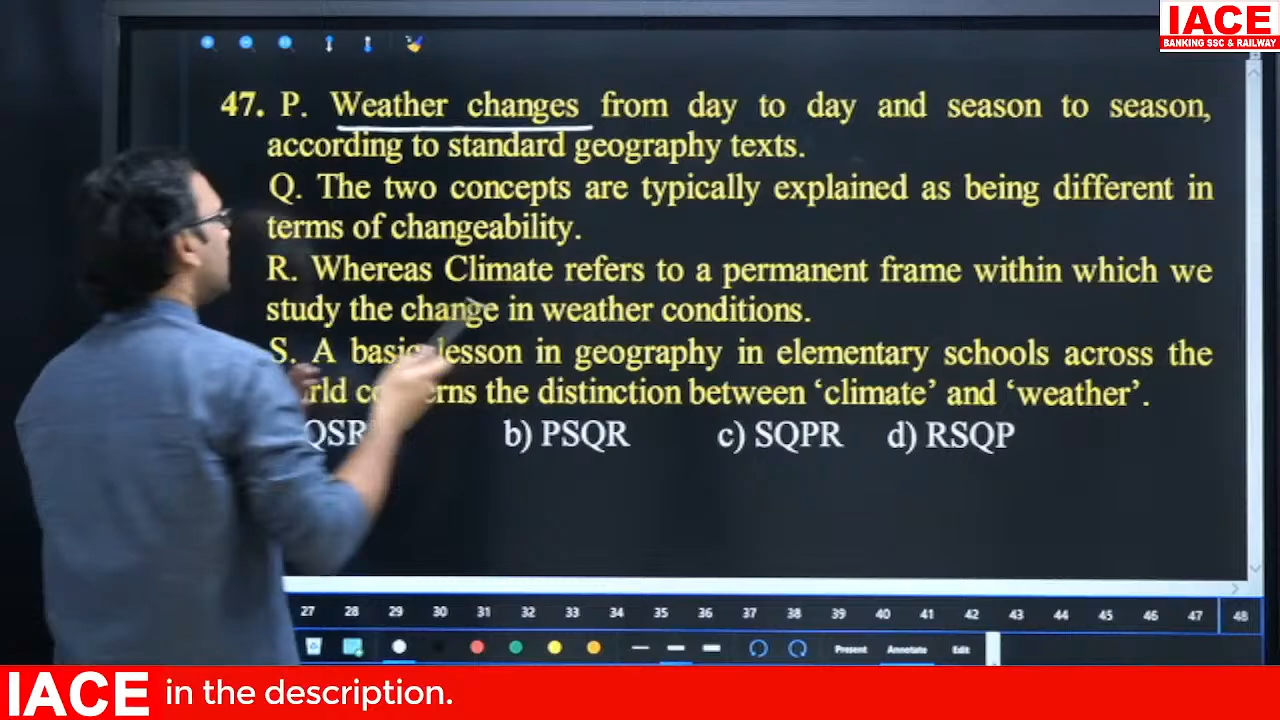 IACE
BANKING SSC & RAILWAY
47. P. Weather changes from day to day and season to season,
according to standard geography texts.
Q. The two concepts are typically explained as being different in
terms of changeability.
R. Whereas Climate refers to a permanent frame within which we
study the change in weather conditions.
S. A basic lesson in geography in elementary schools across the
the distinction between ‘climate’ and ‘weather’.
b) PSQR c) SQPR d) RSQP
27 28 29 30 31 32 33 34 35 36 37 38 39 40 41 42 43 44 45 46 47 48
Present Annotate Edit
IACE in the description.